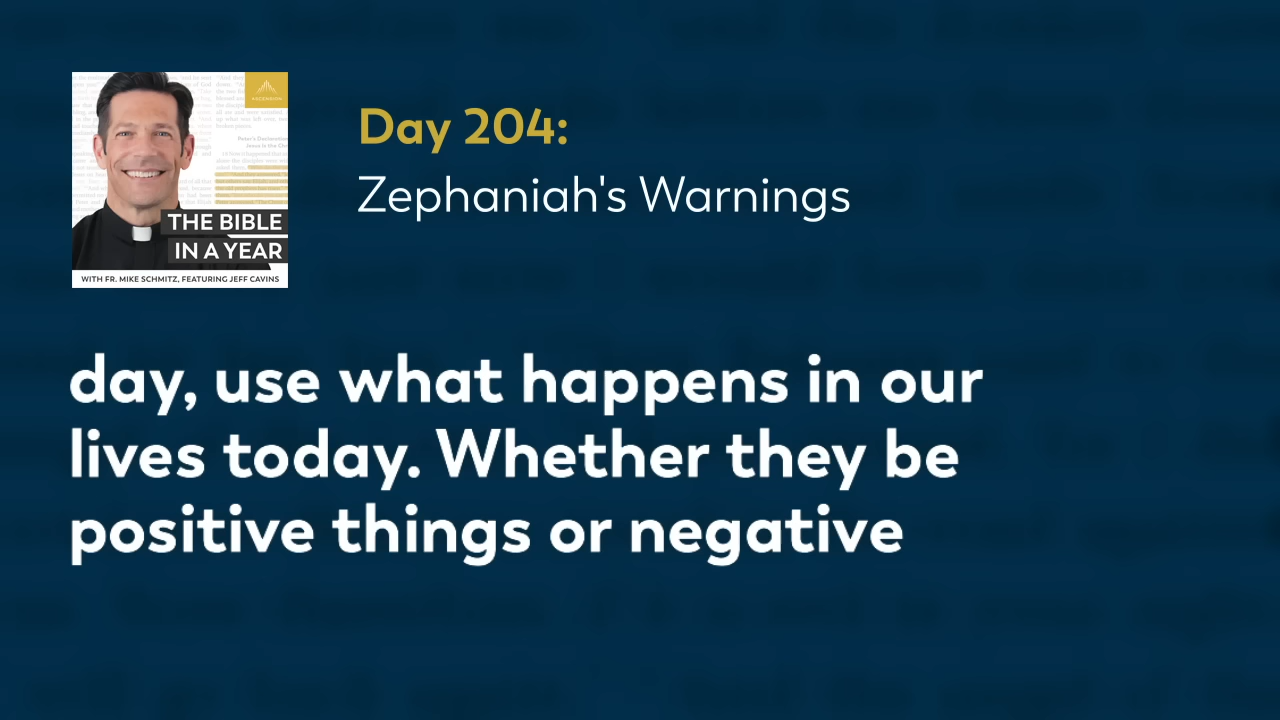 ASCENSION
THE BIBLE
IN A YEAR
WITH FR. MIKE SCHMITZ, FEATURING JEFF CAVINS
Day 204:
Zephaniah's Warnings
day, use what happens in our
lives today. Whether they be
positive things or negative